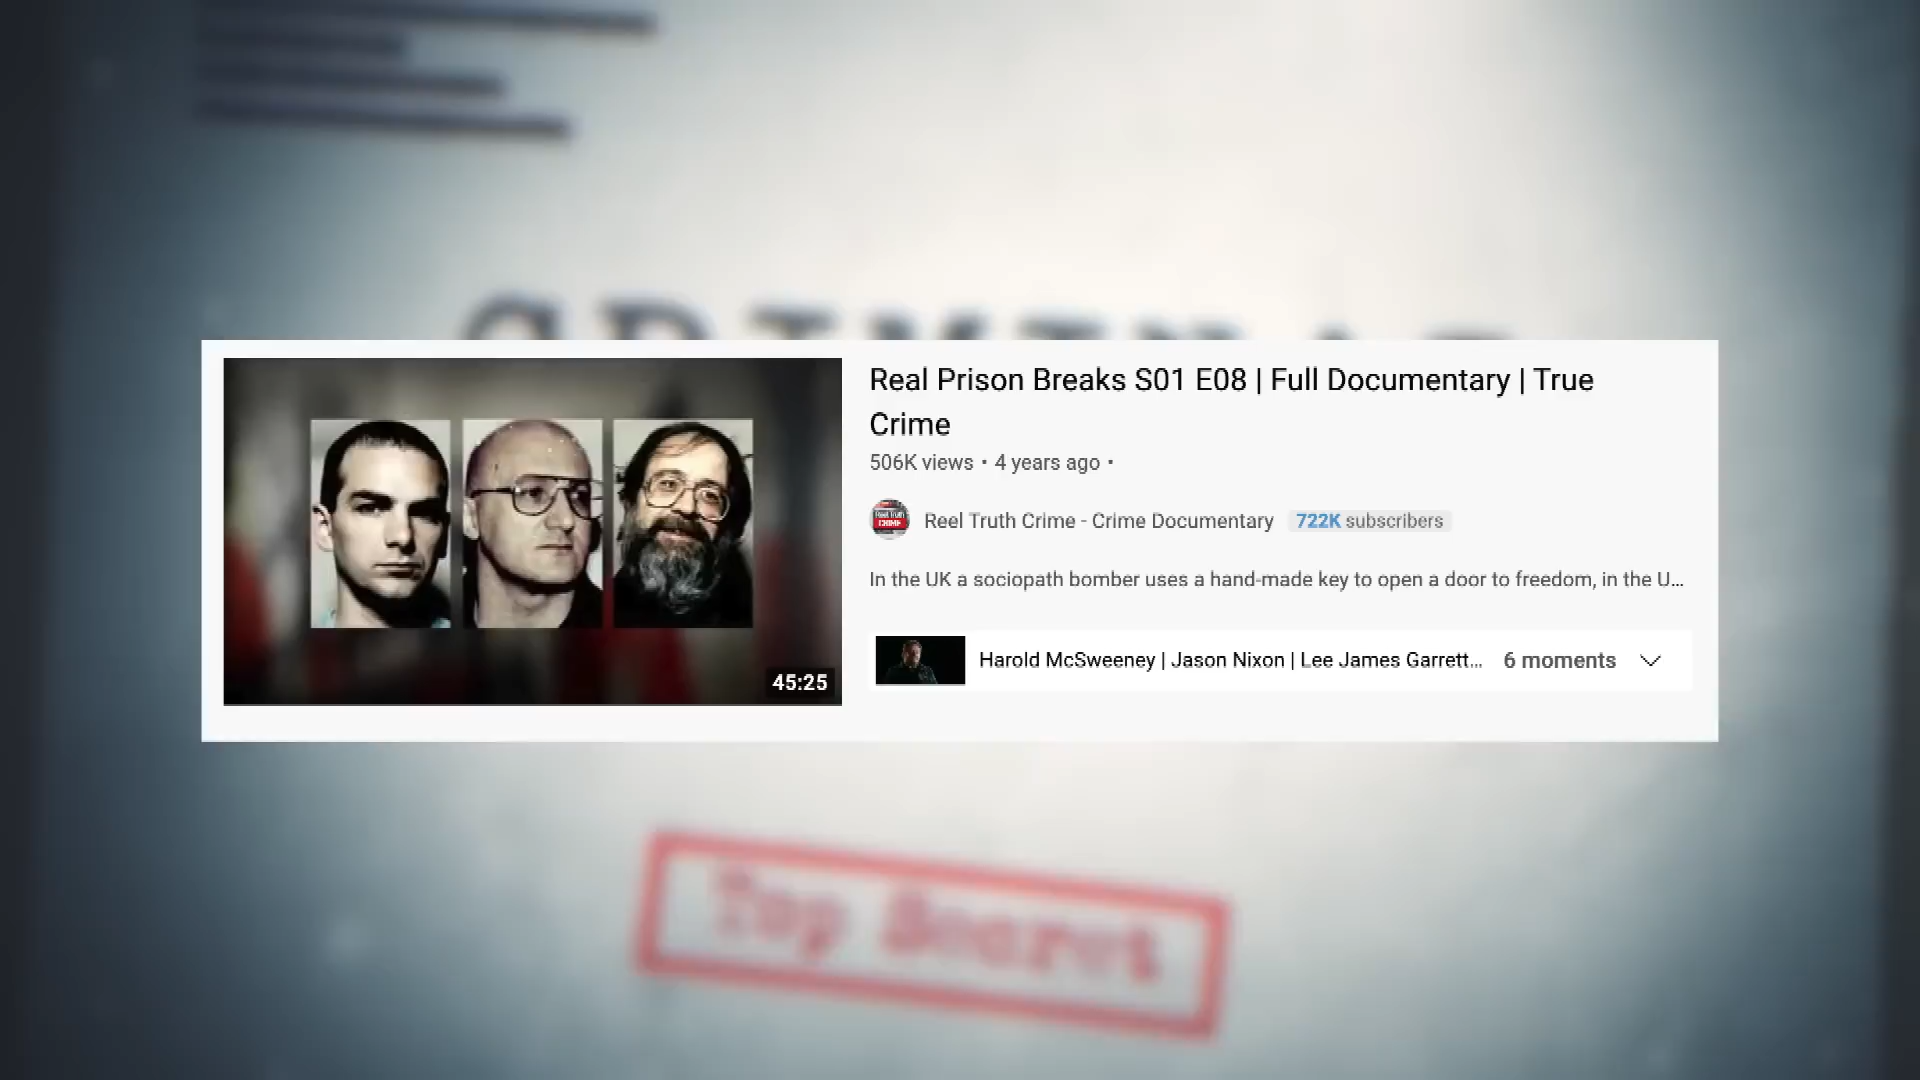 Real Prison Breaks S01 E08 | Full Documentary | True
Crime
506K views • 4 years ago •
Reel Truth Crime - Crime Documentary 722K subscribers
In the UK a sociopath bomber uses a hand-made key to open a door to freedom, in the U...
Harold McSweeney | Jason Nixon | Lee James Garrett... 6 moments
45:25
Top Secret